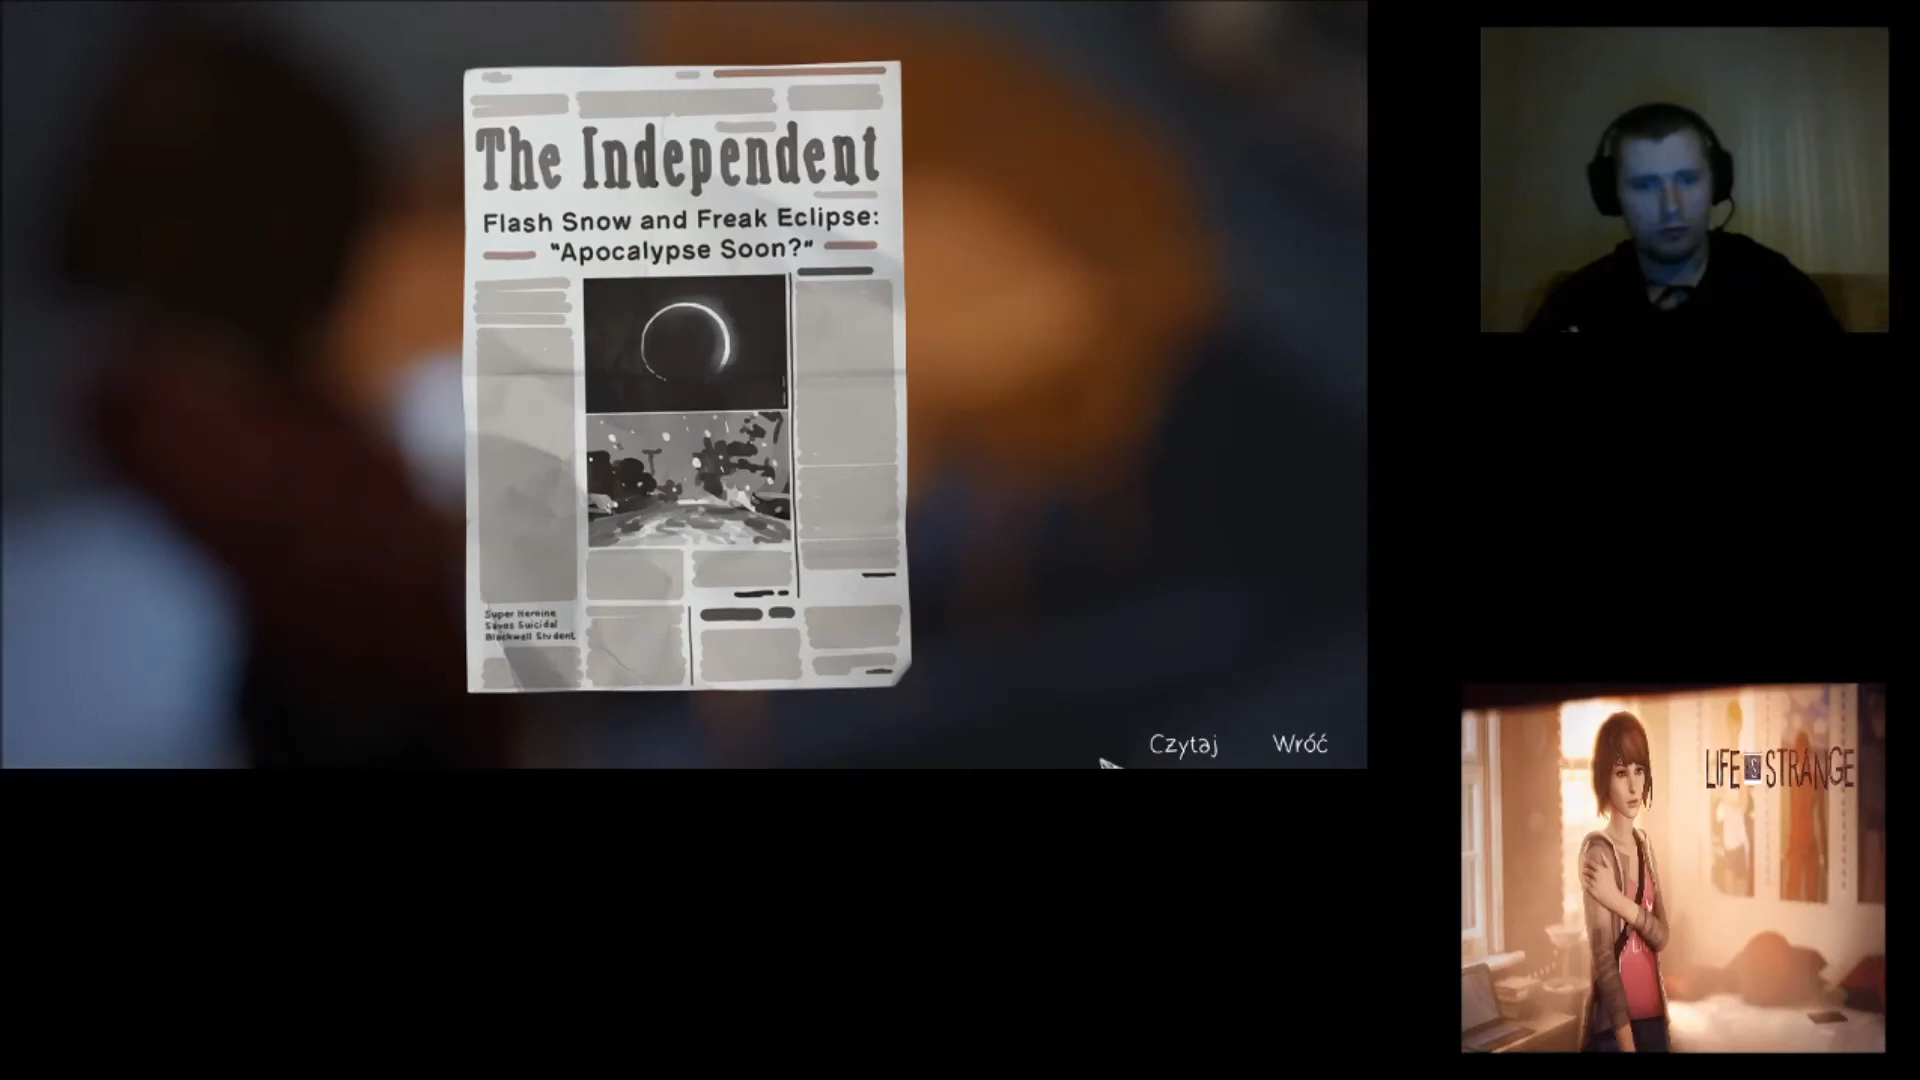 The Independent
Flash Snow and Freak Eclipse:
"Apocalypse Soon?"
Super Heroine
Saves Suicidal
Blackwell Student
Czytaj
Wróć
LIFE IS STRANGE